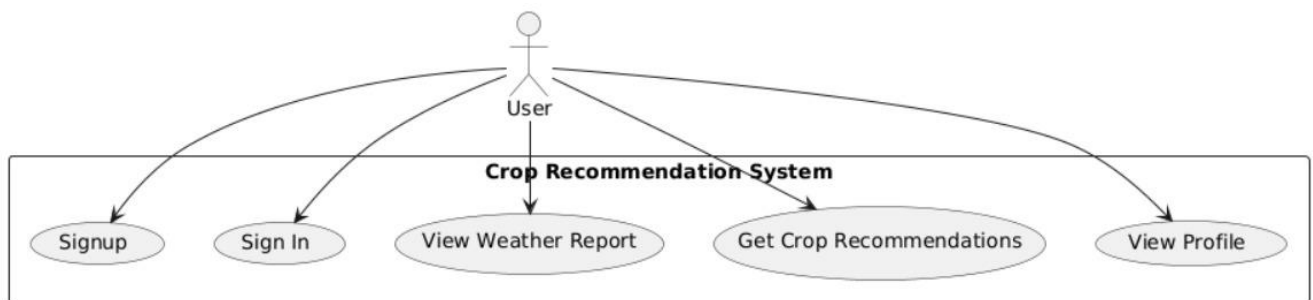 User
Crop Recommendation System
Signup
Sign In
View Weather Report
Get Crop Recommendations
View Profile